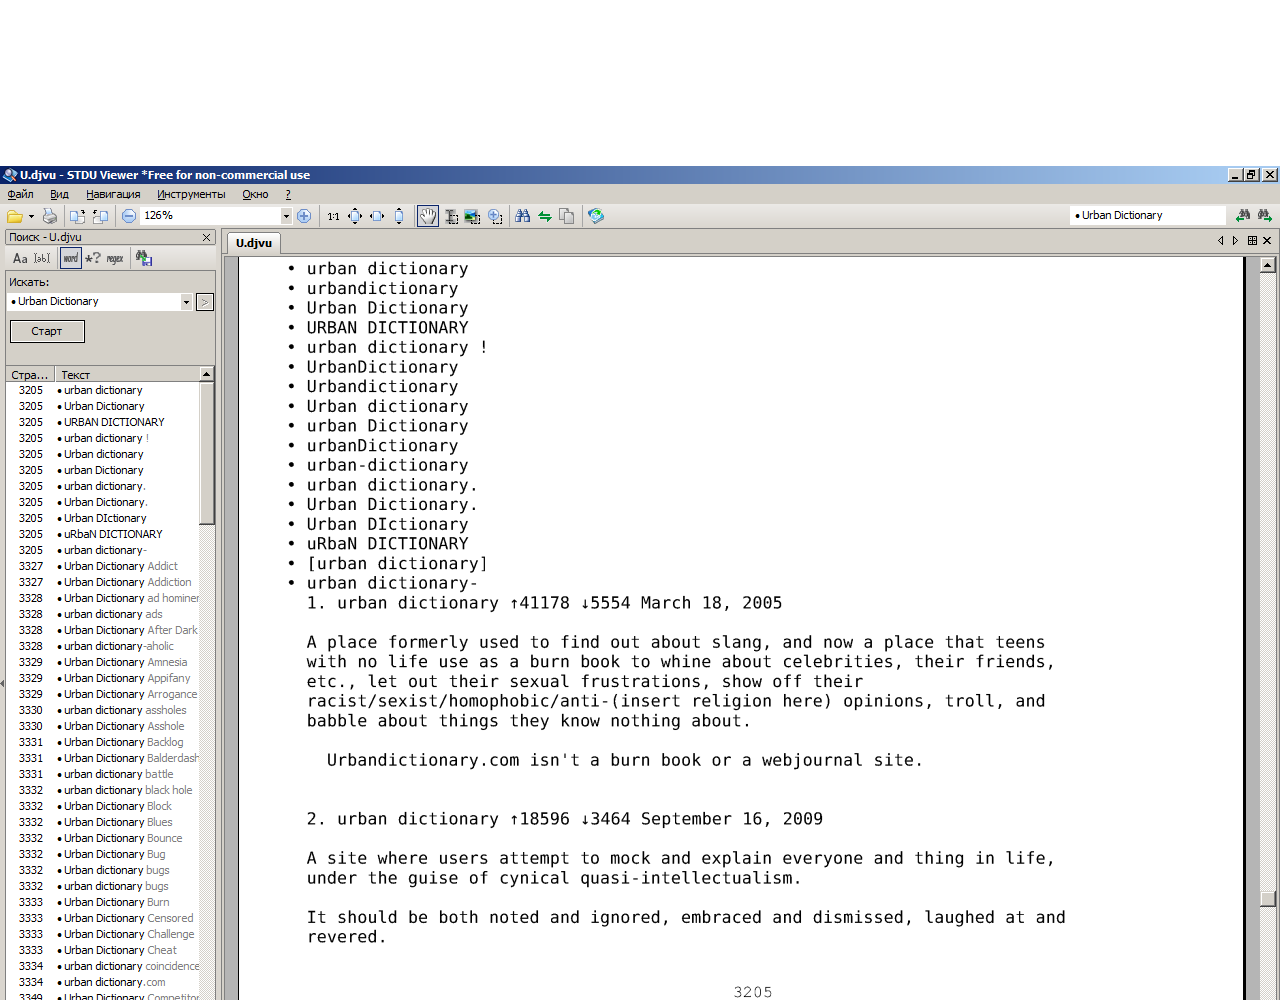 U.djvu - STDU Viewer *Free for non-commercial use
Файл Вид Навигация Инструменты Окно ?
126% 1:1 • Urban Dictionary
Поиск - U.djvu
U.djvu
Aa [ab] word *? regex
Искать:
• Urban Dictionary >
Старт
Стра... Текст
3205 • urban dictionary
3205 • Urban Dictionary
3205 • URBAN DICTIONARY
3205 • urban dictionary !
3205 • Urban dictionary
3205 • urban Dictionary
3205 • urban dictionary.
3205 • Urban Dictionary.
3205 • Urban DIctionary
3205 • uRbaN DICTIONARY
3205 • urban dictionary-
3327 • Urban Dictionary Addict
3327 • Urban Dictionary Addiction
3328 • Urban Dictionary ad hominem
3328 • urban dictionary ads
3328 • Urban Dictionary After Dark
3328 • urban dictionary-aholic
3329 • Urban Dictionary Amnesia
3329 • Urban Dictionary Appifany
3329 • Urban Dictionary Arrogance
3330 • urban dictionary assholes
3330 • Urban Dictionary Asshole
3331 • Urban Dictionary Backlog
3331 • Urban Dictionary Balderdash
3331 • urban dictionary battle
3332 • urban dictionary black hole
3332 • Urban Dictionary Block
3332 • Urban Dictionary Blues
3332 • Urban Dictionary Bounce
3332 • Urban Dictionary Bug
3332 • Urban dictionary bugs
3332 • urban dictionary bugs
3333 • Urban Dictionary Burn
3333 • Urban Dictionary Censored
3333 • Urban Dictionary Challenge
3333 • Urban Dictionary Cheat
3334 • urban dictionary coincidence
3334 • urban dictionary.com
3349 • Urban Dictionary Competitor
• urban dictionary
• urbandictionary
• Urban Dictionary
• URBAN DICTIONARY
• urban dictionary !
• UrbanDictionary
• Urbandictionary
• Urban dictionary
• urban Dictionary
• urbanDictionary
• urban-dictionary
• urban dictionary.
• Urban Dictionary.
• Urban DIctionary
• uRbaN DICTIONARY
• [urban dictionary]
• urban dictionary-
1. urban dictionary ↑41178 ↓5554 March 18, 2005
A place formerly used to find out about slang, and now a place that teens
with no life use as a burn book to whine about celebrities, their friends,
etc., let out their sexual frustrations, show off their
racist/sexist/homophobic/anti-(insert religion here) opinions, troll, and
babble about things they know nothing about.
Urbandictionary.com isn't a burn book or a webjournal site.
2. urban dictionary ↑18596 ↓3464 September 16, 2009
A site where users attempt to mock and explain everyone and thing in life,
under the guise of cynical quasi-intellectualism.
It should be both noted and ignored, embraced and dismissed, laughed at and
revered.
3205